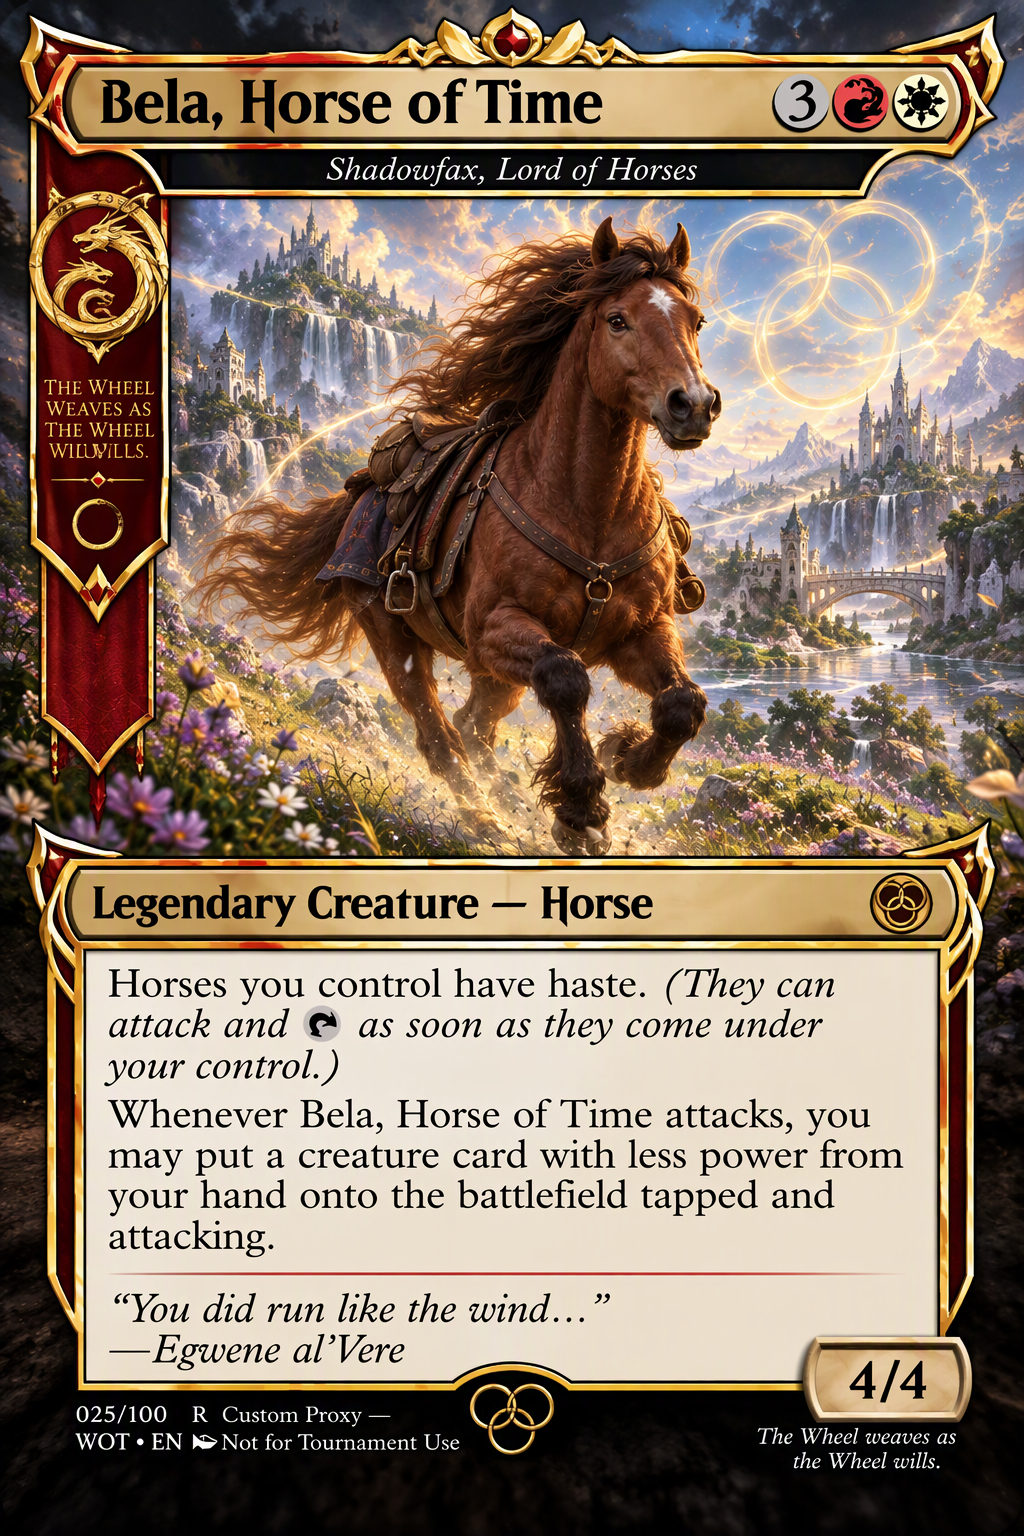 Bela, Horse of Time
3
Shadowfax, Lord of Horses
THE WHEEL
WEAVES AS
THE WHEEL
Legendary Creature — Horse
Horses you control have haste. (They can
attack and as soon as they come under
your control.)
Whenever Bela, Horse of Time attacks, you
may put a creature card with less power from
your hand onto the battlefield tapped and
attacking.
“You did run like the wind…”
—Egwene al’Vere
4/4
025/100 R Custom Proxy —
WOT • EN Not for Tournament Use
The Wheel weaves as
the Wheel wills.